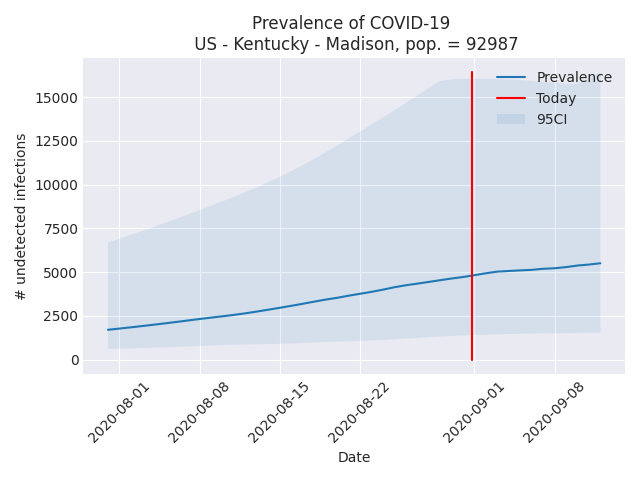 Prevalence of COVID-19
US - Kentucky - Madison, pop. = 92987
Prevalence
Today
95CI
# undetected infections
15000
12500
10000
7500
5000
2500
0
2020-08-01
2020-08-08
2020-08-15
2020-08-22
2020-09-01
2020-09-08
Date